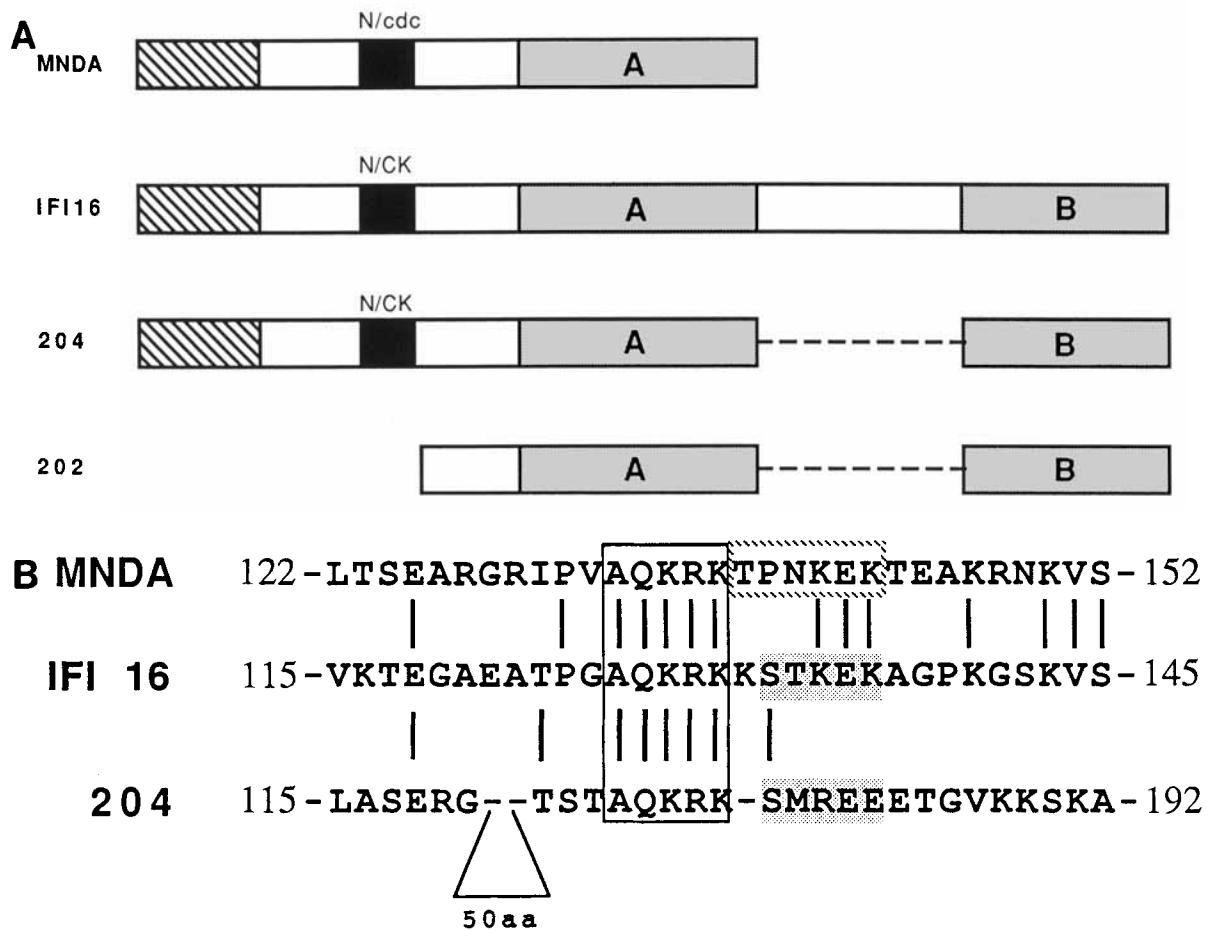 A
N/cdc
MNDA
A
N/CK
IFI16
A
B
N/CK
204
A
B
202
A
B
B MNDA 122-LTSEARGRIPVAQKRKTPNKEKTEAKRNKVS-152
IFI 16 115-VKTEGAEATPGAQKRKKSTKEKAGPKGSKVS-145
204 115-LASERG--TSTAQKRK-SMREEETGVKKSKA-192
50aa